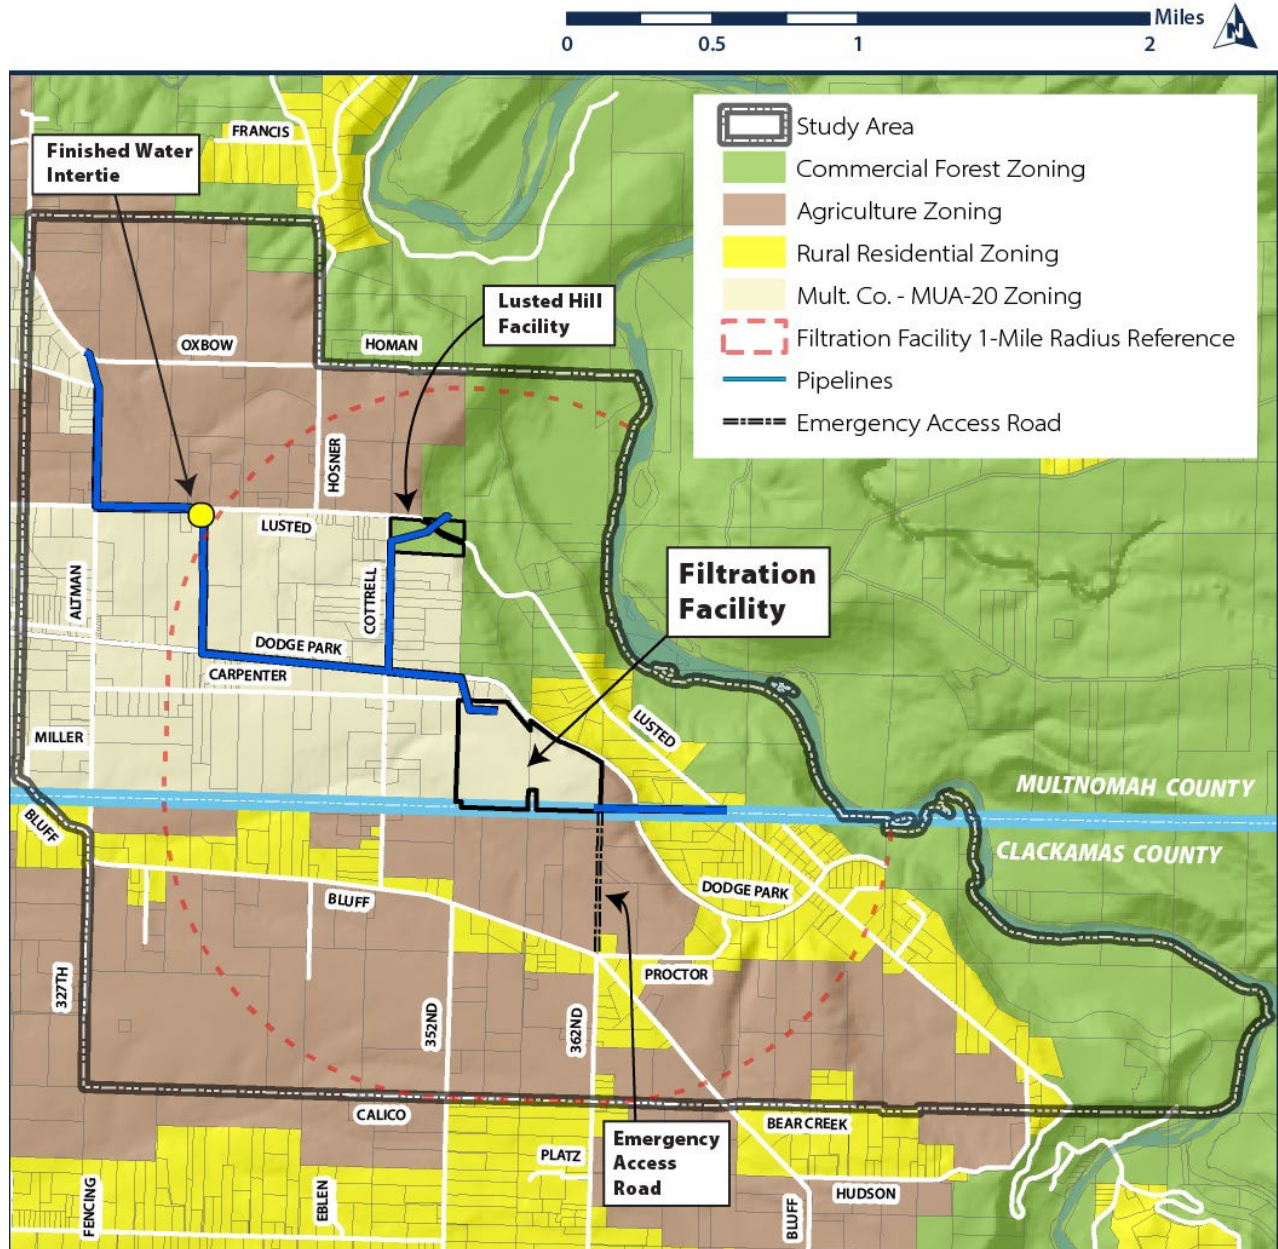 Miles
0 0.5 1 2
N
Study Area
Commercial Forest Zoning
Agriculture Zoning
Rural Residential Zoning
Mult. Co. - MUA-20 Zoning
Filtration Facility 1-Mile Radius Reference
Pipelines
Emergency Access Road
FRANCIS
Finished Water
Intertie
Lusted Hill
Facility
OXBOW
HOMAN
HOSNER
LUSTED
ALTMAN
COTTRELL
Filtration
Facility
DODGE PARK
CARPENTER
LUSTED
MILLER
MULTNOMAH COUNTY
BLUFF
CLACKAMAS COUNTY
DODGE PARK
BLUFF
PROCTOR
327TH
352ND
362ND
CALICO
BEAR CREEK
Emergency
Access
Road
PLATZ
HUDSON
FENCING
EBLEN
BLUFF